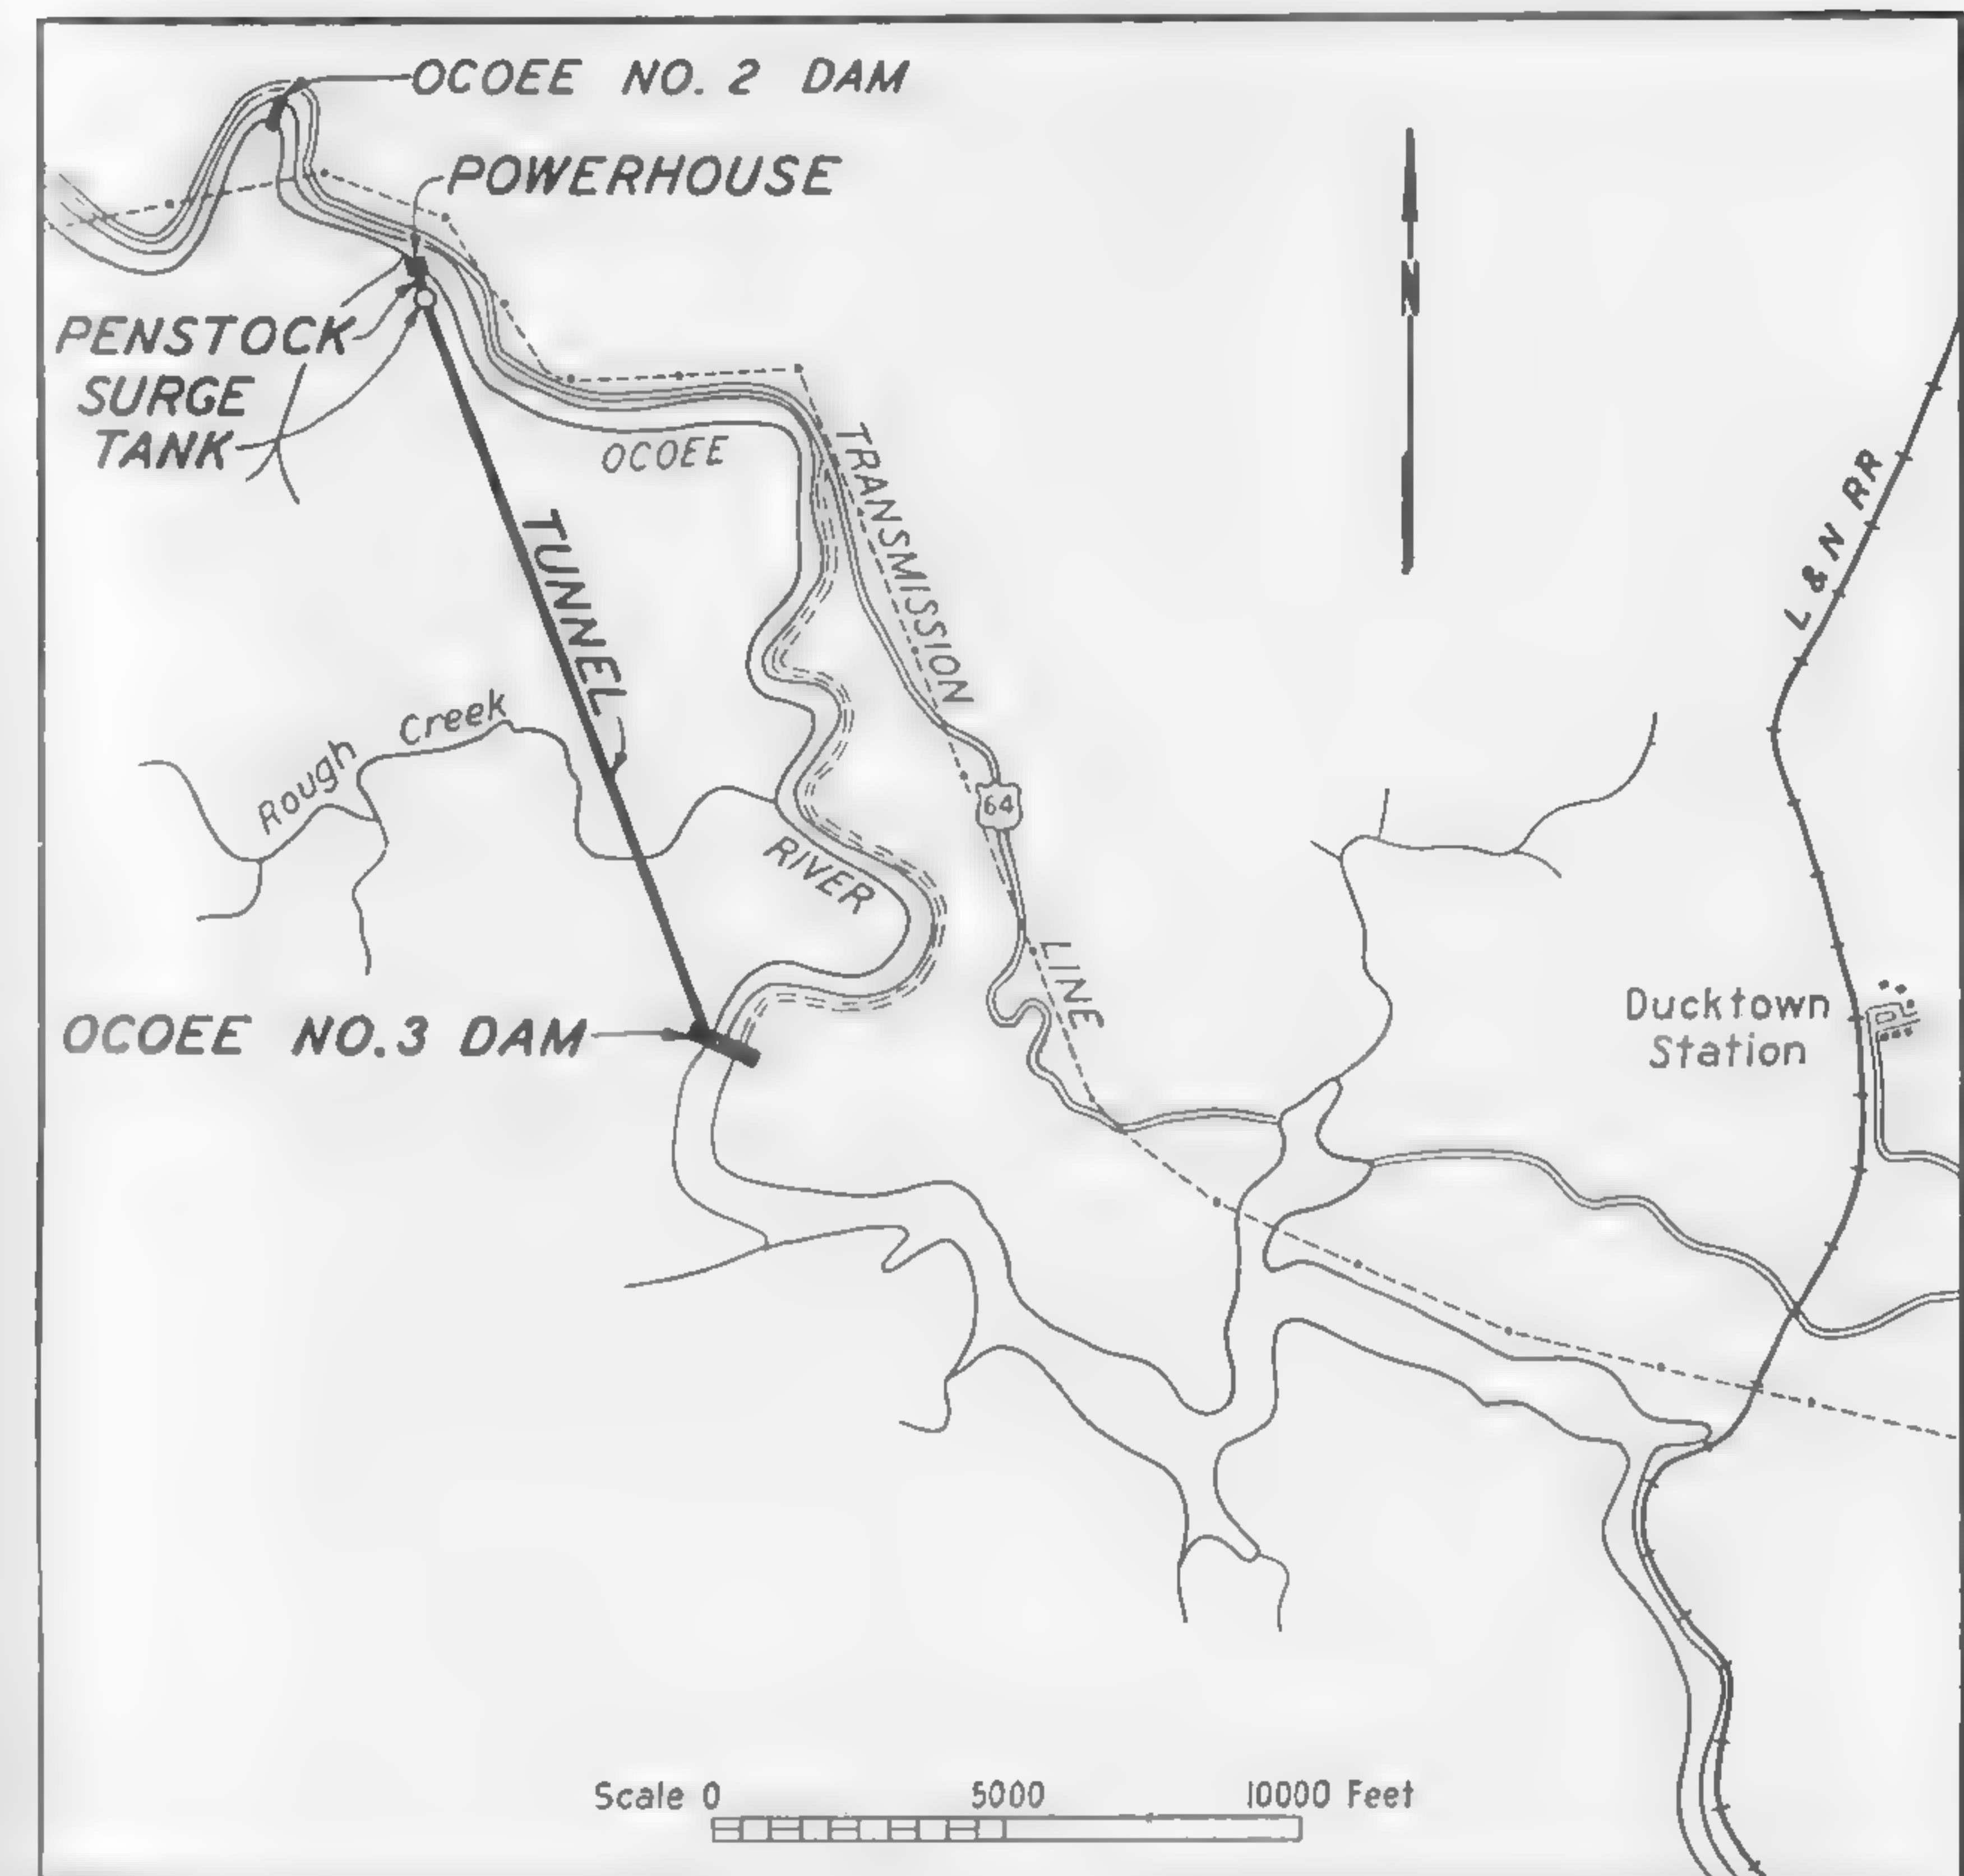 OCOEE NO. 2 DAM
POWERHOUSE
N
PENSTOCK
SURGE
TANK
OCOEE
TRANSMISSION
L & N RR
TUNNEL
Rough Creek
64
RIVER
LINE
OCOEE NO.3 DAM
Ducktown
Station
Scale 0 5000 10000 Feet